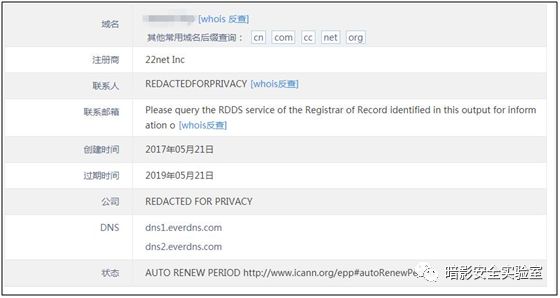 域名 [whois 反查]
其他常用域名后缀查询： cn com cc net org
注册商 22net Inc
联系人 REDACTEDFORPRIVACY [whois反查]
联系邮箱 Please query the RDDS service of the Registrar of Record identified in this output for inform
ation o [whois反查]
创建时间 2017年05月21日
过期时间 2019年05月21日
公司 REDACTED FOR PRIVACY
DNS dns1.everdns.com
dns2.everdns.com
状态 AUTO RENEW PERIOD http://www.icann.org/epp#autoRenewPe
暗影安全实验室